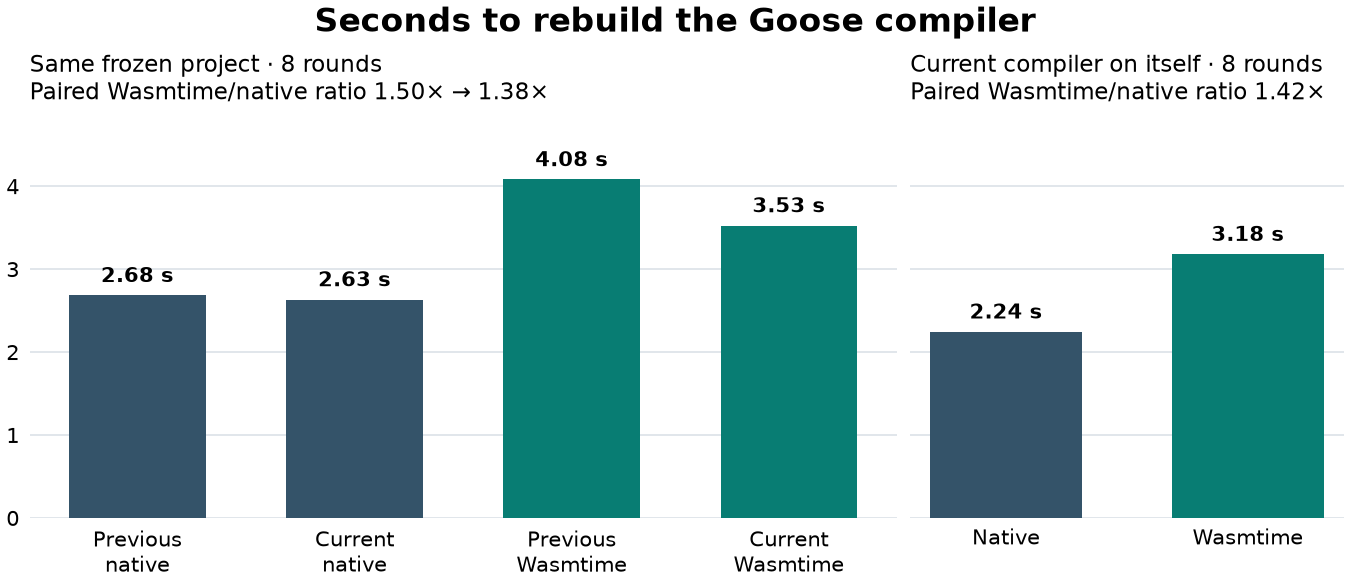 Seconds to rebuild the Goose compiler
Same frozen project · 8 rounds
Paired Wasmtime/native ratio 1.50× → 1.38×
4
3
2
1
0
2.68 s
2.63 s
4.08 s
3.53 s
Previous
native
Current
native
Previous
Wasmtime
Current
Wasmtime
Current compiler on itself · 8 rounds
Paired Wasmtime/native ratio 1.42×
2.24 s
3.18 s
Native
Wasmtime